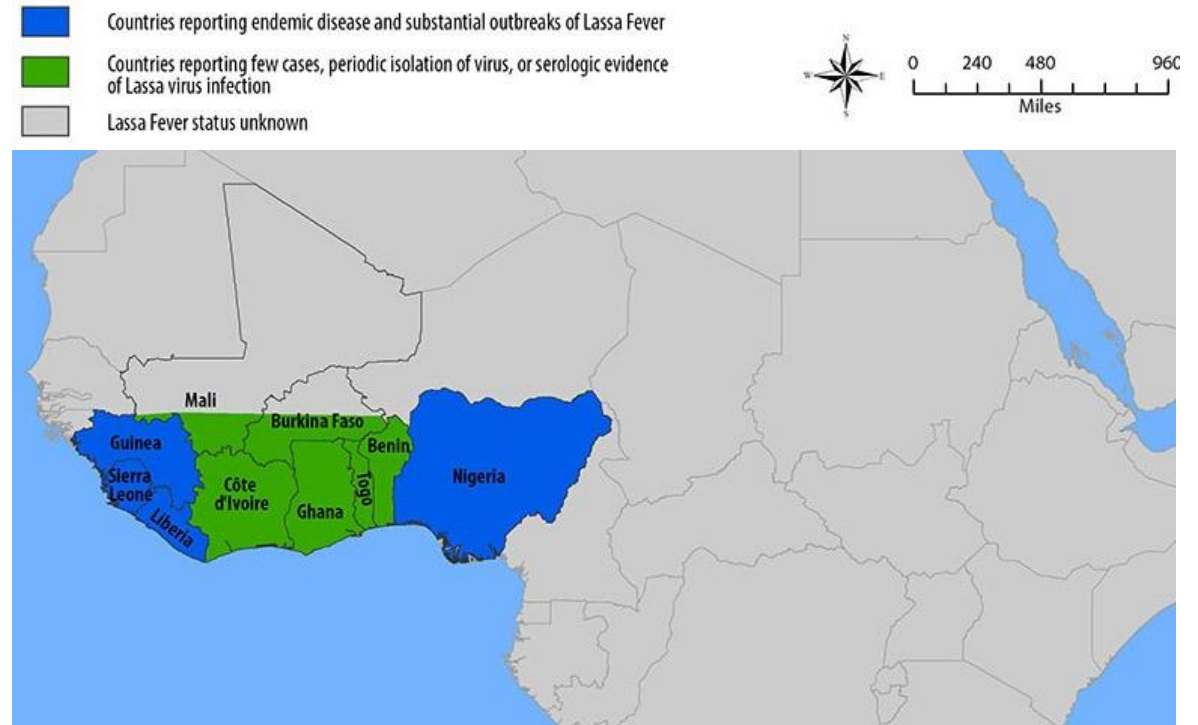 Countries reporting endemic disease and substantial outbreaks of Lassa Fever
Countries reporting few cases, periodic isolation of virus, or serologic evidence
of Lassa virus infection
Lassa Fever status unknown
N
W
E
S
0 240 480 960
Miles
Mali
Burkina Faso
Guinea
Benin
Sierra
Leone
Côte
d'Ivoire
Togo
Nigeria
Ghana
Liberia